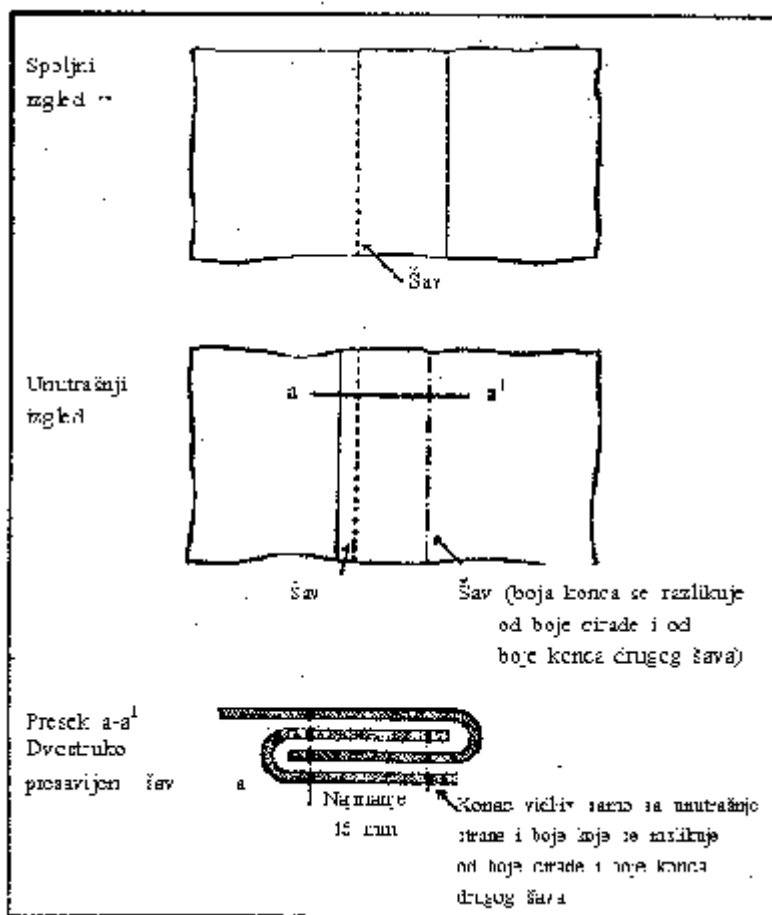 Spoljni
izgled
Šav
Unutrašnji
izgled
a a¹
Šav
Šav (boja konca se razlikuje
od boje cirade i od
boje konca drugog šava)
Presek a-a¹
Dvostruko
presavijen šav a
Najmanje
15 mm
Konac vidljiv samo sa unutrašnje
strane i boje koja se razlikuje
od boje cirade i boje konca
drugog šava